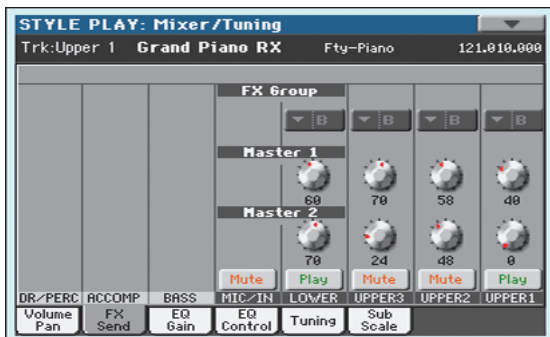 STYLE PLAY: Mixer/Tuning
Trk:Upper 1 Grand Piano RX Fty-Piano 121.010.000
FX Group
B B B B
Master 1
60 70 58 40
Master 2
70 24 48 0
Mute Play Mute Mute Play
DR/PERC ACCOMP BASS MIC/IN LOWER UPPER3 UPPER2 UPPER1
Volume Pan FX Send EQ Gain EQ Control Tuning Sub Scale